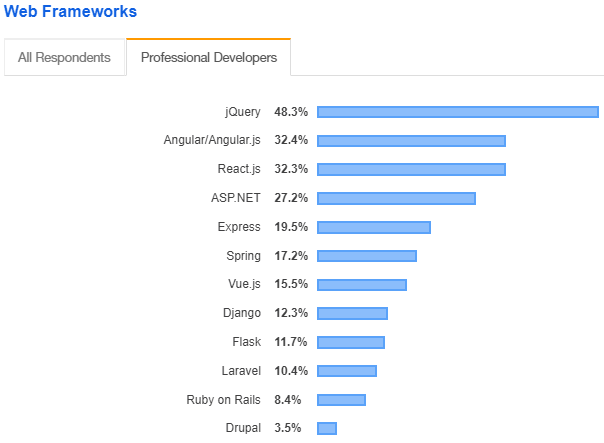 Web Frameworks
All Respondents Professional Developers
jQuery 48.3%
Angular/Angular.js 32.4%
React.js 32.3%
ASP.NET 27.2%
Express 19.5%
Spring 17.2%
Vue.js 15.5%
Django 12.3%
Flask 11.7%
Laravel 10.4%
Ruby on Rails 8.4%
Drupal 3.5%